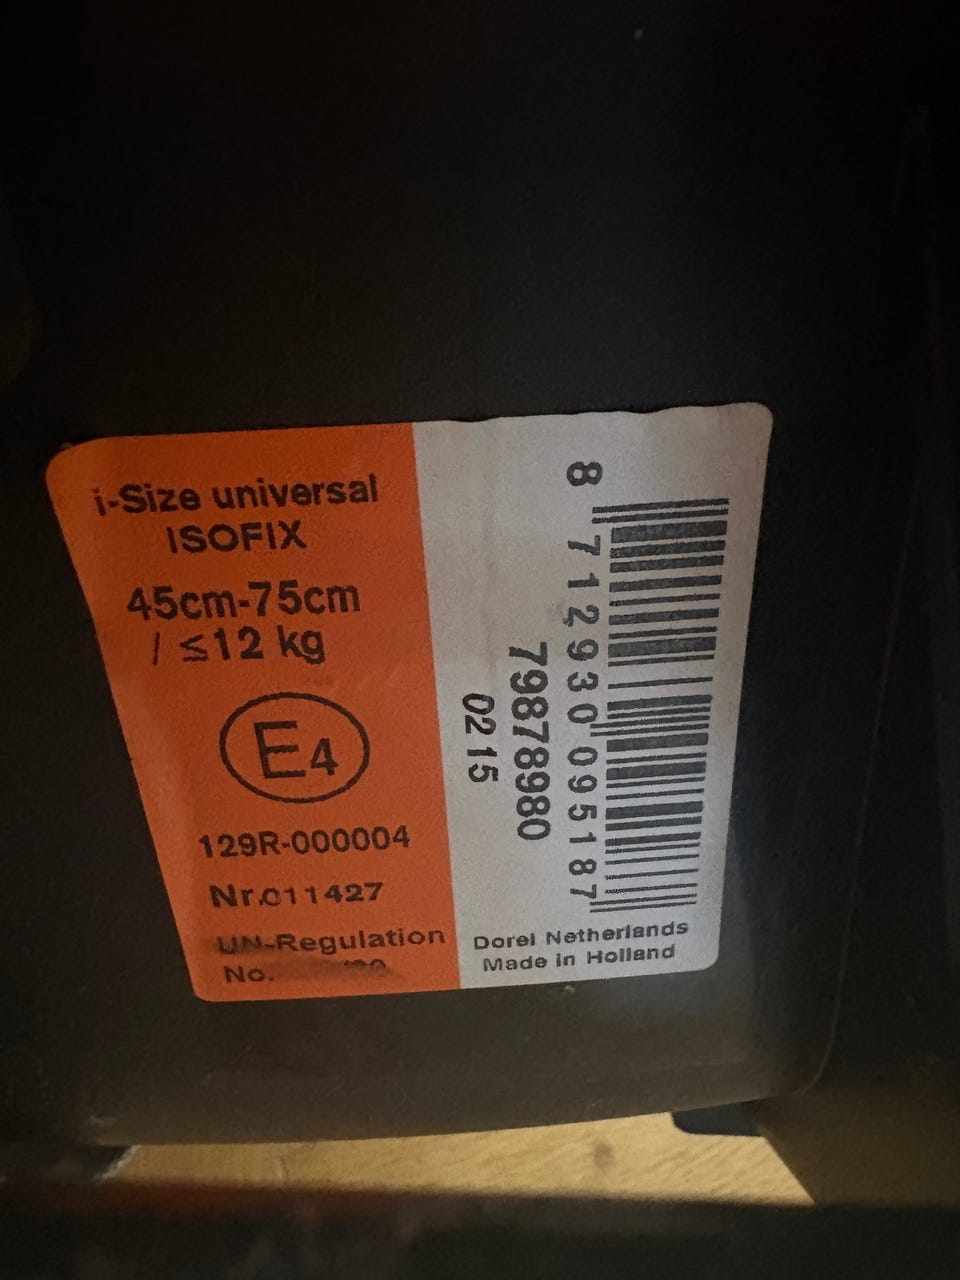 i-Size universal
ISOFIX
45cm-75cm
/ ≤12 kg
E4
129R-000004
Nr.011427
UN-Regulation
No.
8 712930 095187
79878980
0215
Dorel Netherlands
Made in Holland